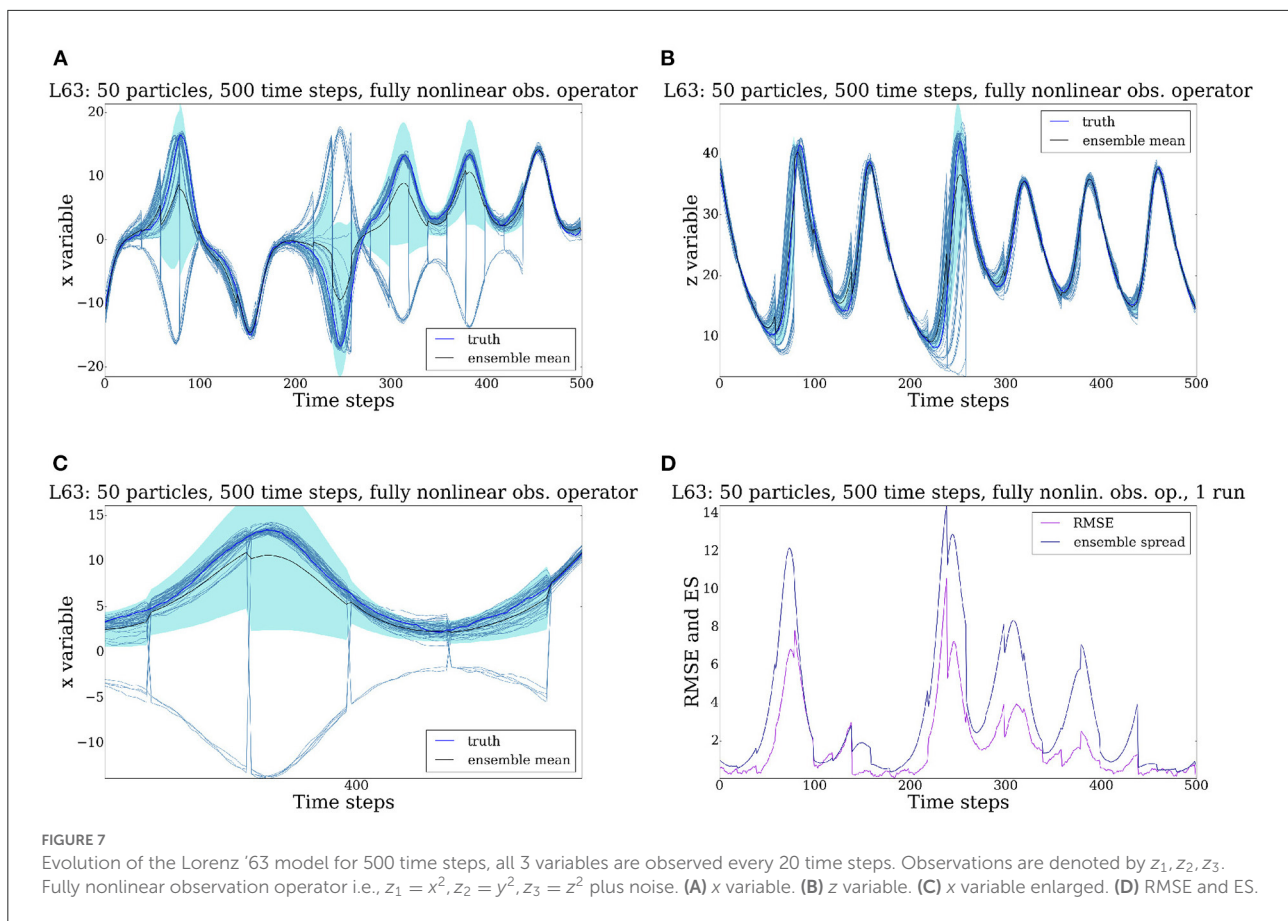 A
L63: 50 particles, 500 time steps, fully nonlinear obs. operator
20
10
0
−10
−20
x variable
truth
ensemble mean
0 100 200 300 400 500
Time steps
B
L63: 50 particles, 500 time steps, fully nonlinear obs. operator
40
30
20
10
z variable
truth
ensemble mean
0 100 200 300 400 500
Time steps
C
L63: 50 particles, 500 time steps, fully nonlinear obs. operator
15
10
5
0
−5
−10
x variable
truth
ensemble mean
400
Time steps
D
L63: 50 particles, 500 time steps, fully nonlin. obs. op., 1 run
14
12
10
8
6
4
2
RMSE and ES
RMSE
ensemble spread
0 100 200 300 400 500
Time steps
FIGURE 7
Evolution of the Lorenz ’63 model for 500 time steps, all 3 variables are observed every 20 time steps. Observations are denoted by z₁, z₂, z₃.
Fully nonlinear observation operator i.e., z₁ = x², z₂ = y², z₃ = z² plus noise. (A) x variable. (B) z variable. (C) x variable enlarged. (D) RMSE and ES.